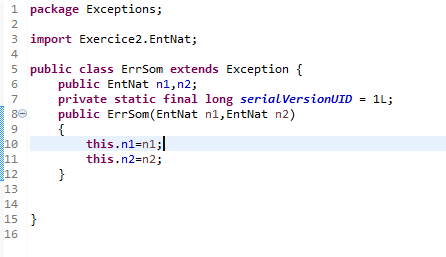 1 package Exceptions;
2
3 import Exercice2.EntNat;
4
5 public class ErrSom extends Exception {
6 public EntNat n1,n2;
7 private static final long serialVersionUID = 1L;
8 public ErrSom(EntNat n1,EntNat n2)
9 {
10 this.n1=n1;
11 this.n2=n2;
12 }
13
14
15 }
16